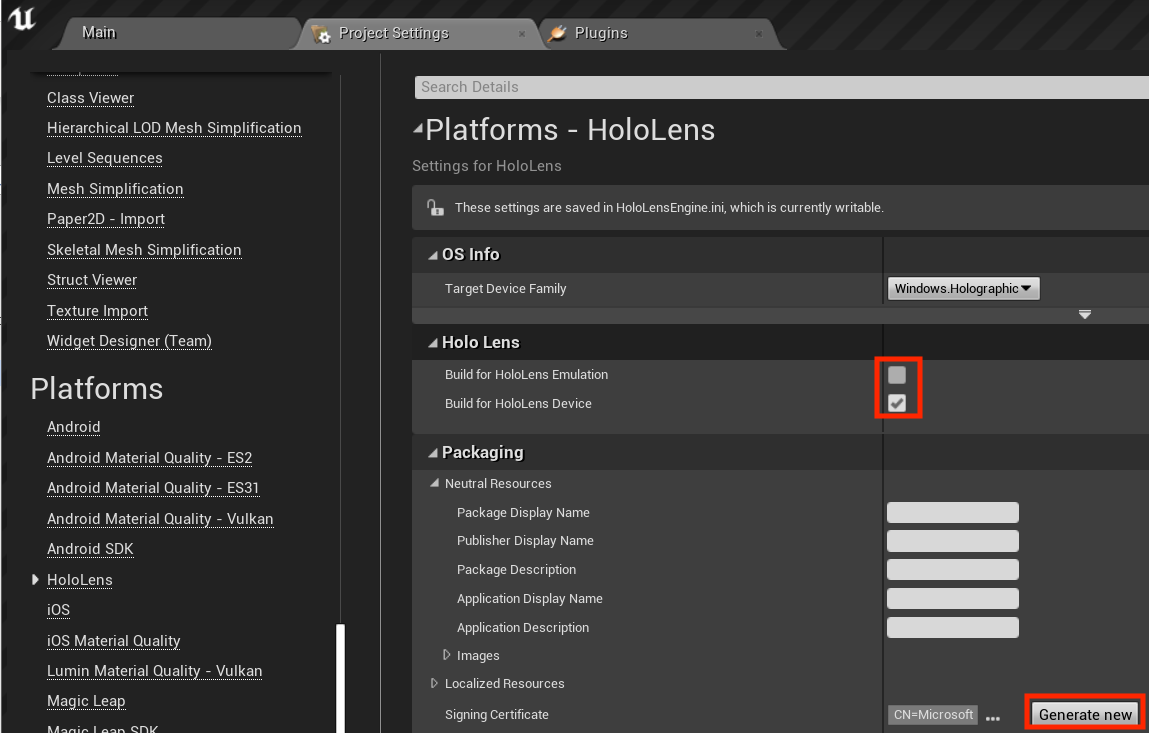 Main
Project Settings
Plugins
Class Viewer
Hierarchical LOD Mesh Simplification
Level Sequences
Mesh Simplification
Paper2D - Import
Skeletal Mesh Simplification
Struct Viewer
Texture Import
Widget Designer (Team)
Platforms
Android
Android Material Quality - ES2
Android Material Quality - ES31
Android Material Quality - Vulkan
Android SDK
HoloLens
iOS
iOS Material Quality
Lumin Material Quality - Vulkan
Magic Leap
Magic Leap SDK
Search Details
Platforms - HoloLens
Settings for HoloLens
These settings are saved in HoloLensEngine.ini, which is currently writable.
OS Info
Target Device Family
Windows.Holographic
Holo Lens
Build for HoloLens Emulation
Build for HoloLens Device
Packaging
Neutral Resources
Package Display Name
Publisher Display Name
Package Description
Application Display Name
Application Description
Images
Localized Resources
Signing Certificate
CN=Microsoft
...
Generate new